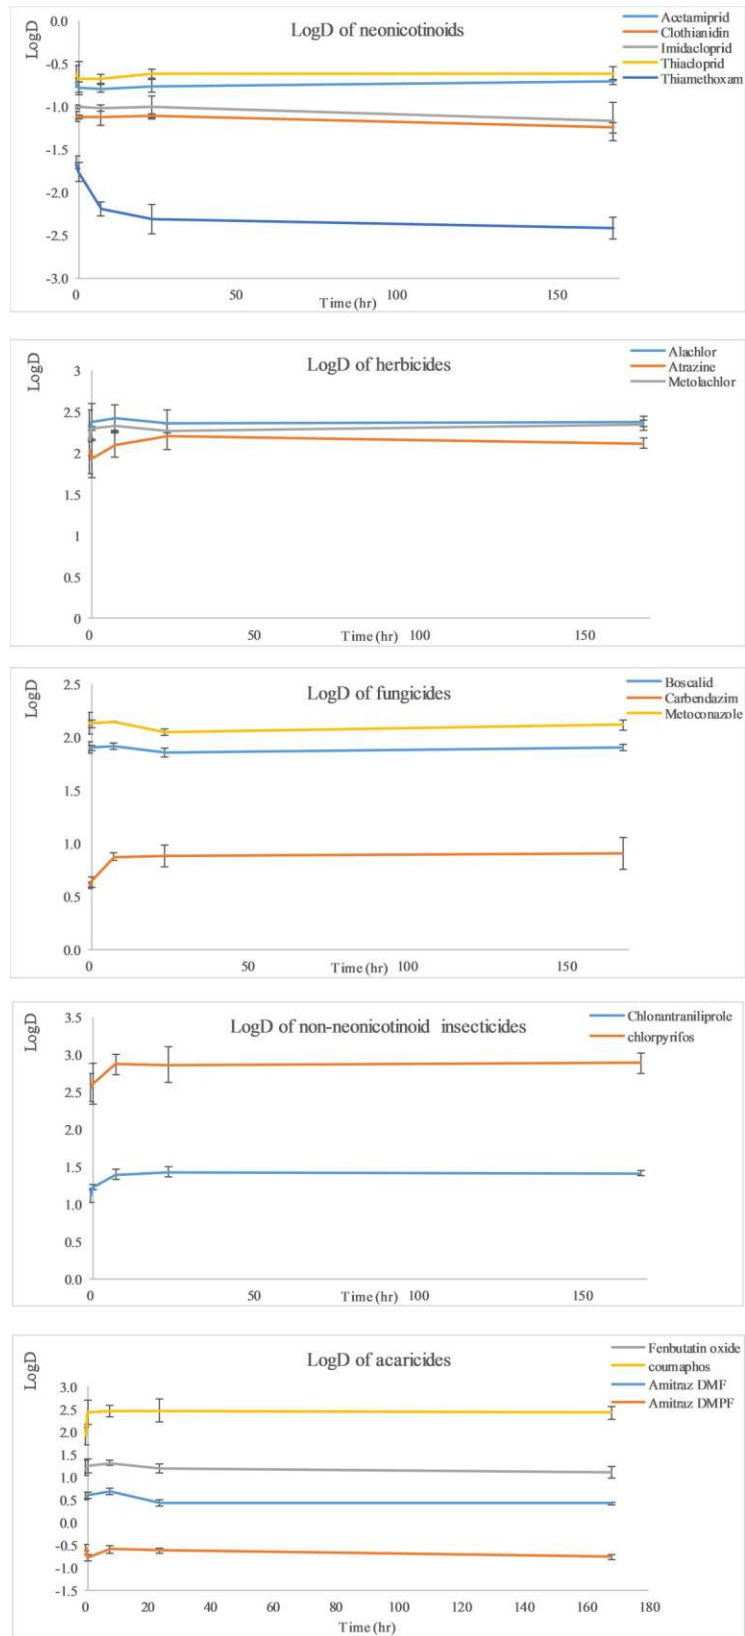 LogD of neonicotinoids
Acetamiprid
Clothianidin
Imidacloprid
Thiacloprid
Thiamethoxam
LogD
0.0
-0.5
-1.0
-1.5
-2.0
-2.5
-3.0
0 50 100 150
Time (hr)
LogD of herbicides
Alachlor
Atrazine
Metolachlor
LogD
3
2.5
2
1.5
1
0.5
0
0 50 100 150
Time (hr)
LogD of fungicides
Boscalid
Carbendazim
Metoconazole
LogD
2.5
2.0
1.5
1.0
0.5
0.0
0 50 100 150
Time (hr)
LogD of non-neonicotinoid insecticides
Chlorantraniliprole
chlorpyrifos
LogD
3.5
3.0
2.5
2.0
1.5
1.0
0.5
0.0
0 50 100 150
Time (hr)
LogD of acaricides
Fenbutatin oxide
coumaphos
Amitraz DMF
Amitraz DMPF
LogD
3.0
2.5
2.0
1.5
1.0
0.5
0.0
-0.5
-1.0
-1.5
0 20 40 60 80 100 120 140 160 180
Time (hr)